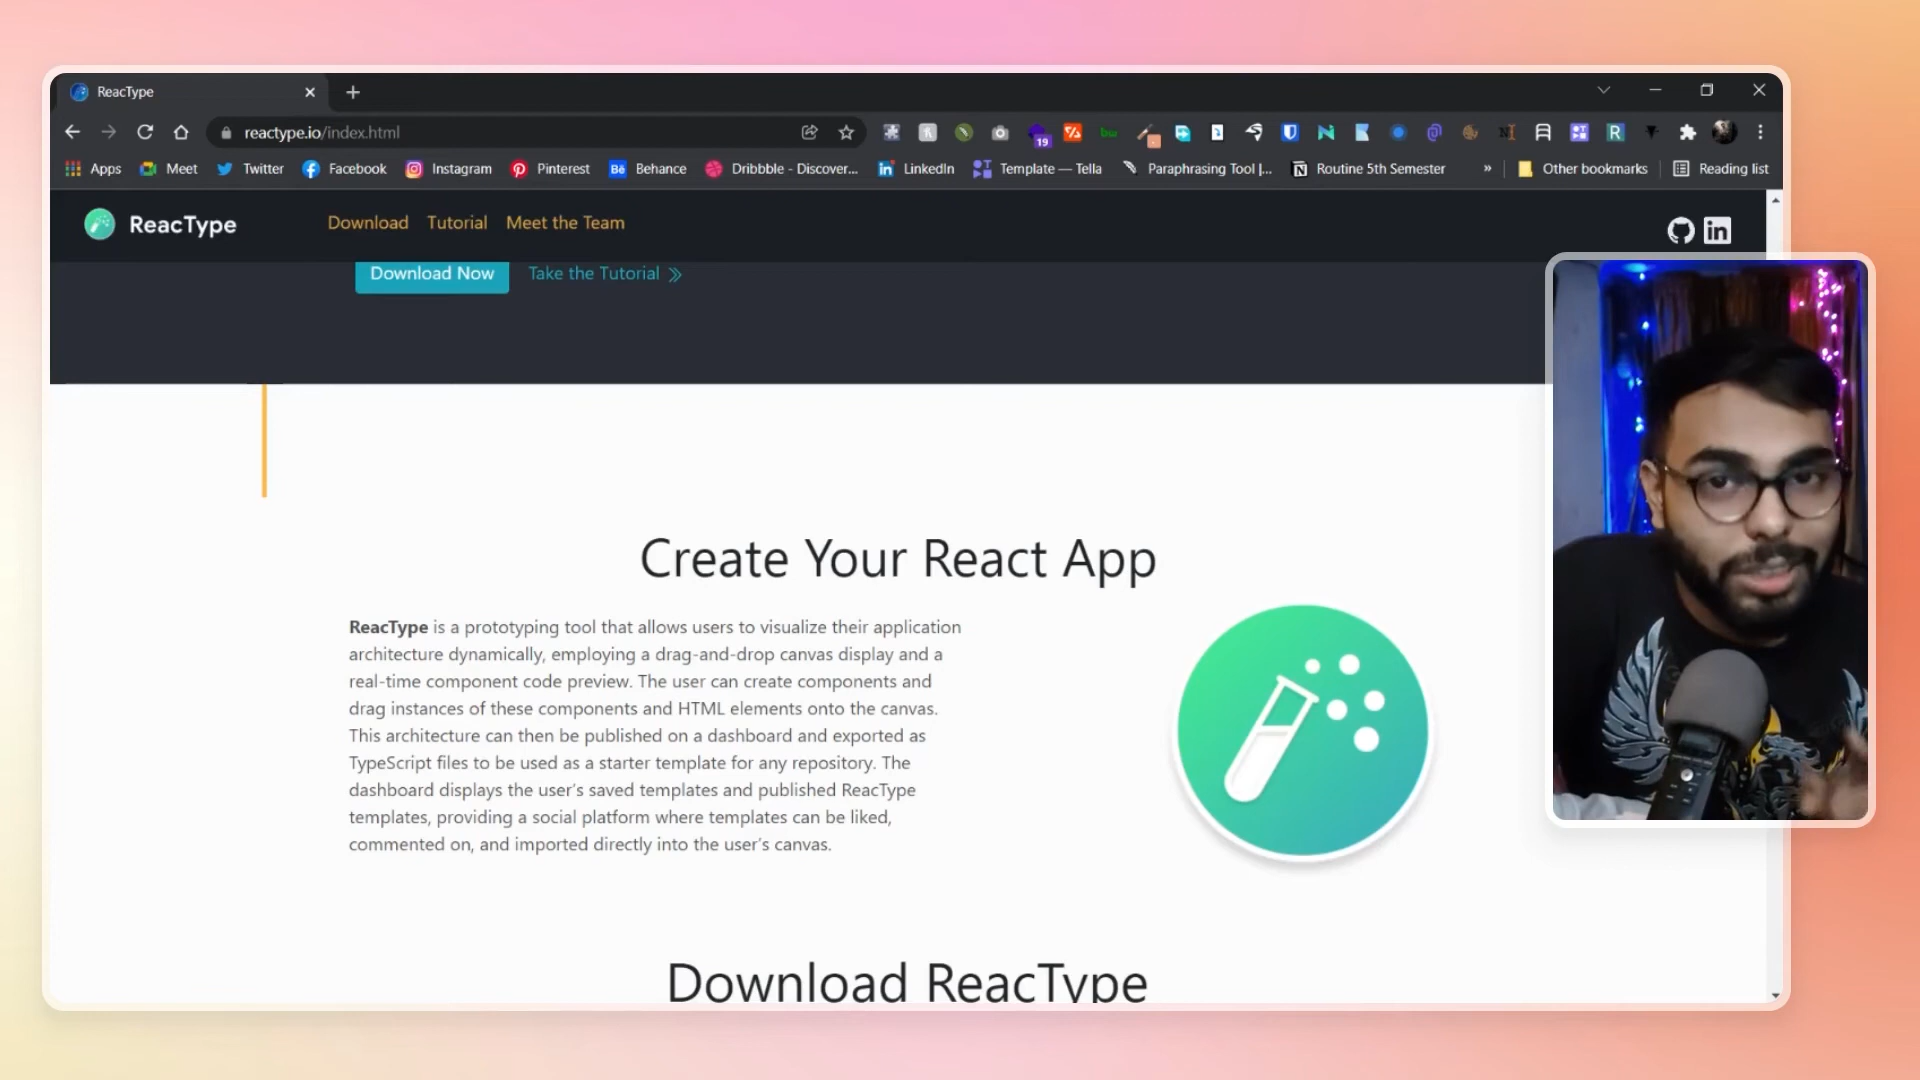 ReacType
reactype.io/index.html
19
Apps Meet Twitter Facebook Instagram Pinterest Bē Behance Dribbble - Discover... in LinkedIn Template — Tella Paraphrasing Tool |... Routine 5th Semester » Other bookmarks Reading list
ReacType Download Tutorial Meet the Team in
Download Now Take the Tutorial
Create Your React App
ReacType is a prototyping tool that allows users to visualize their application
architecture dynamically, employing a drag-and-drop canvas display and a
real-time component code preview. The user can create components and
drag instances of these components and HTML elements onto the canvas.
This architecture can then be published on a dashboard and exported as
TypeScript files to be used as a starter template for any repository. The
dashboard displays the user's saved templates and published ReacType
templates, providing a social platform where templates can be liked,
commented on, and imported directly into the user's canvas.
Download ReacType